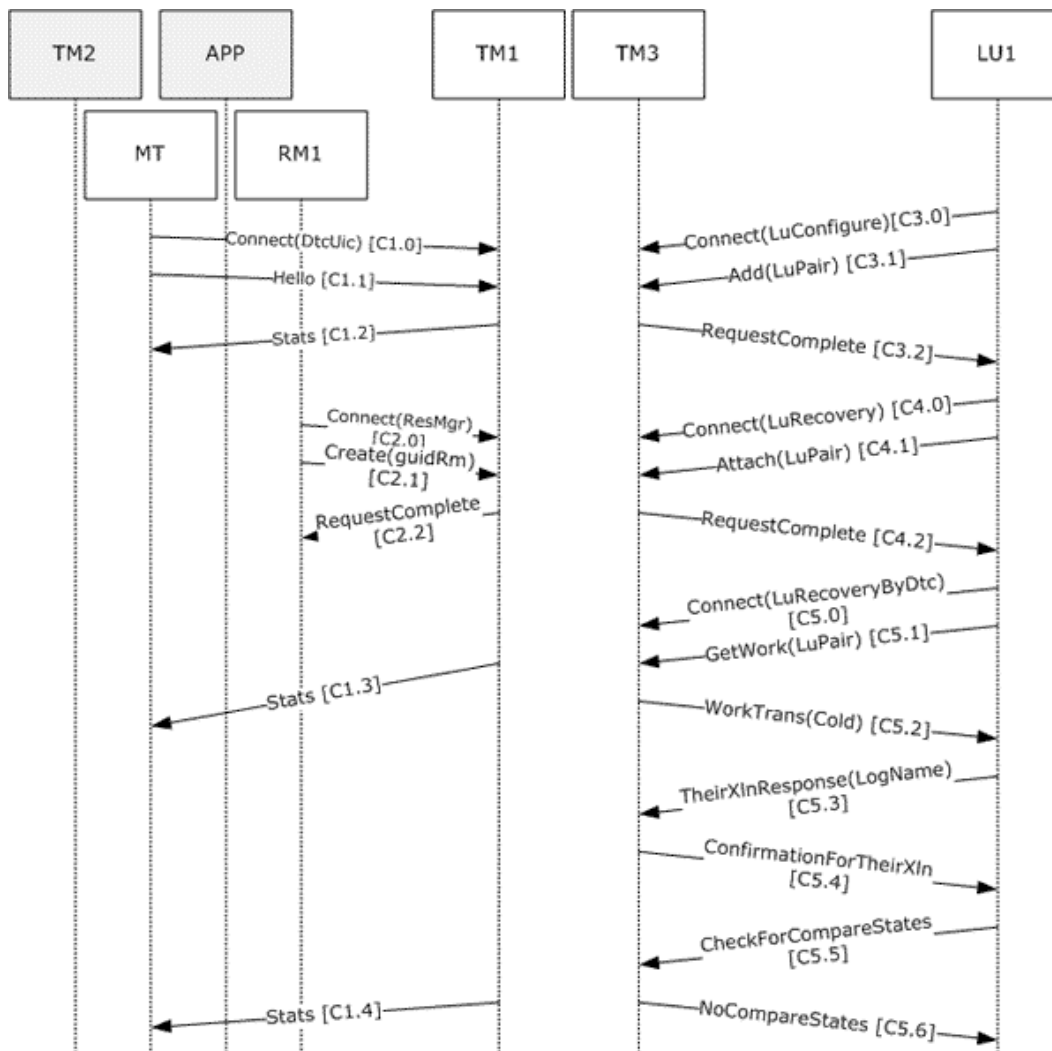 TM2
APP
TM1
TM3
LU1
MT
RM1
Connect(LuConfigure)[C3.0]
Connect(DtcUic) [C1.0]
Add(LuPair) [C3.1]
Hello [C1.1]
Stats [C1.2]
RequestComplete [C3.2]
Connect(ResMgr)
[C2.0]
Connect(LuRecovery) [C4.0]
Create(guidRm)
[C2.1]
Attach(LuPair) [C4.1]
RequestComplete
[C2.2]
RequestComplete [C4.2]
Connect(LuRecoveryByDtc)
[C5.0]
GetWork(LuPair) [C5.1]
Stats [C1.3]
WorkTrans(Cold) [C5.2]
TheirXlnResponse(LogName)
[C5.3]
ConfirmationForTheirXln
[C5.4]
CheckForCompareStates
[C5.5]
Stats [C1.4]
NoCompareStates [C5.6]